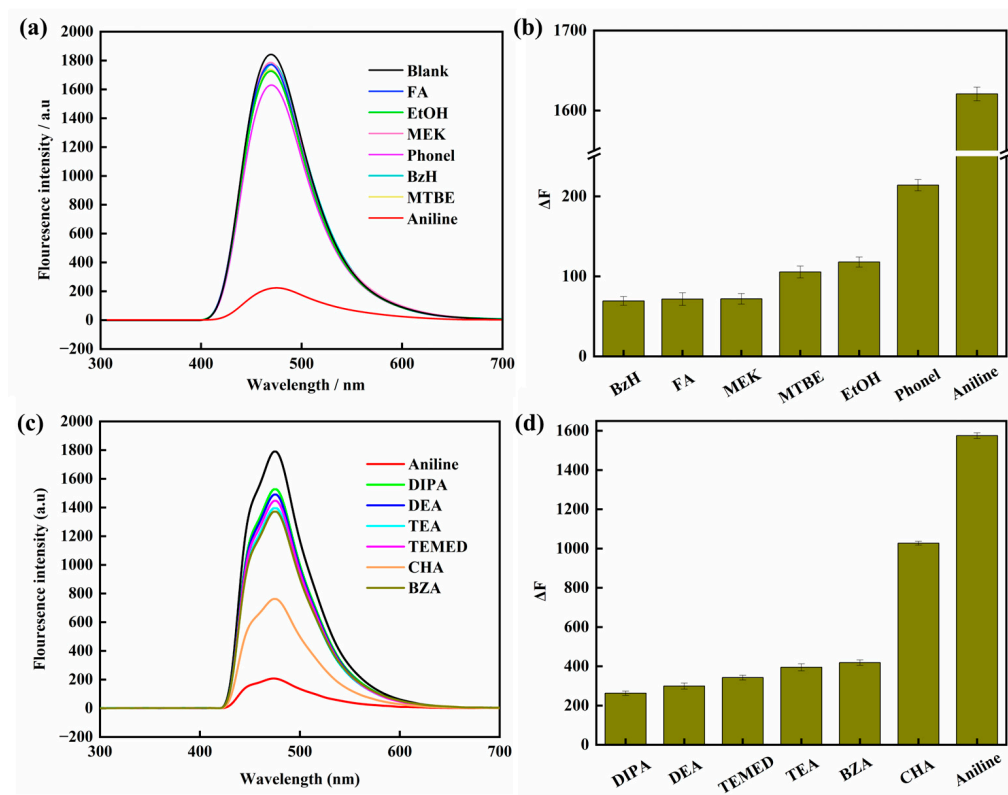 (a)
2000
1800
1600
1400
1200
1000
800
600
400
200
0
−200
300
400
500
600
700
Flouresence intensity / a.u
Wavelength / nm
Blank
FA
EtOH
MEK
Phonel
BzH
MTBE
Aniline
(b)
1700
1600
200
100
0
ΔF
BzH
FA
MEK
MTBE
EtOH
Phonel
Aniline
(c)
2000
1800
1600
1400
1200
1000
800
600
400
200
0
−200
300
400
500
600
700
Flouresence intensity (a.u)
Wavelength (nm)
Aniline
DIPA
DEA
TEA
TEMED
CHA
BZA
(d)
1600
1400
1200
1000
800
600
400
200
0
ΔF
DIPA
DEA
TEMED
TEA
BZA
CHA
Aniline